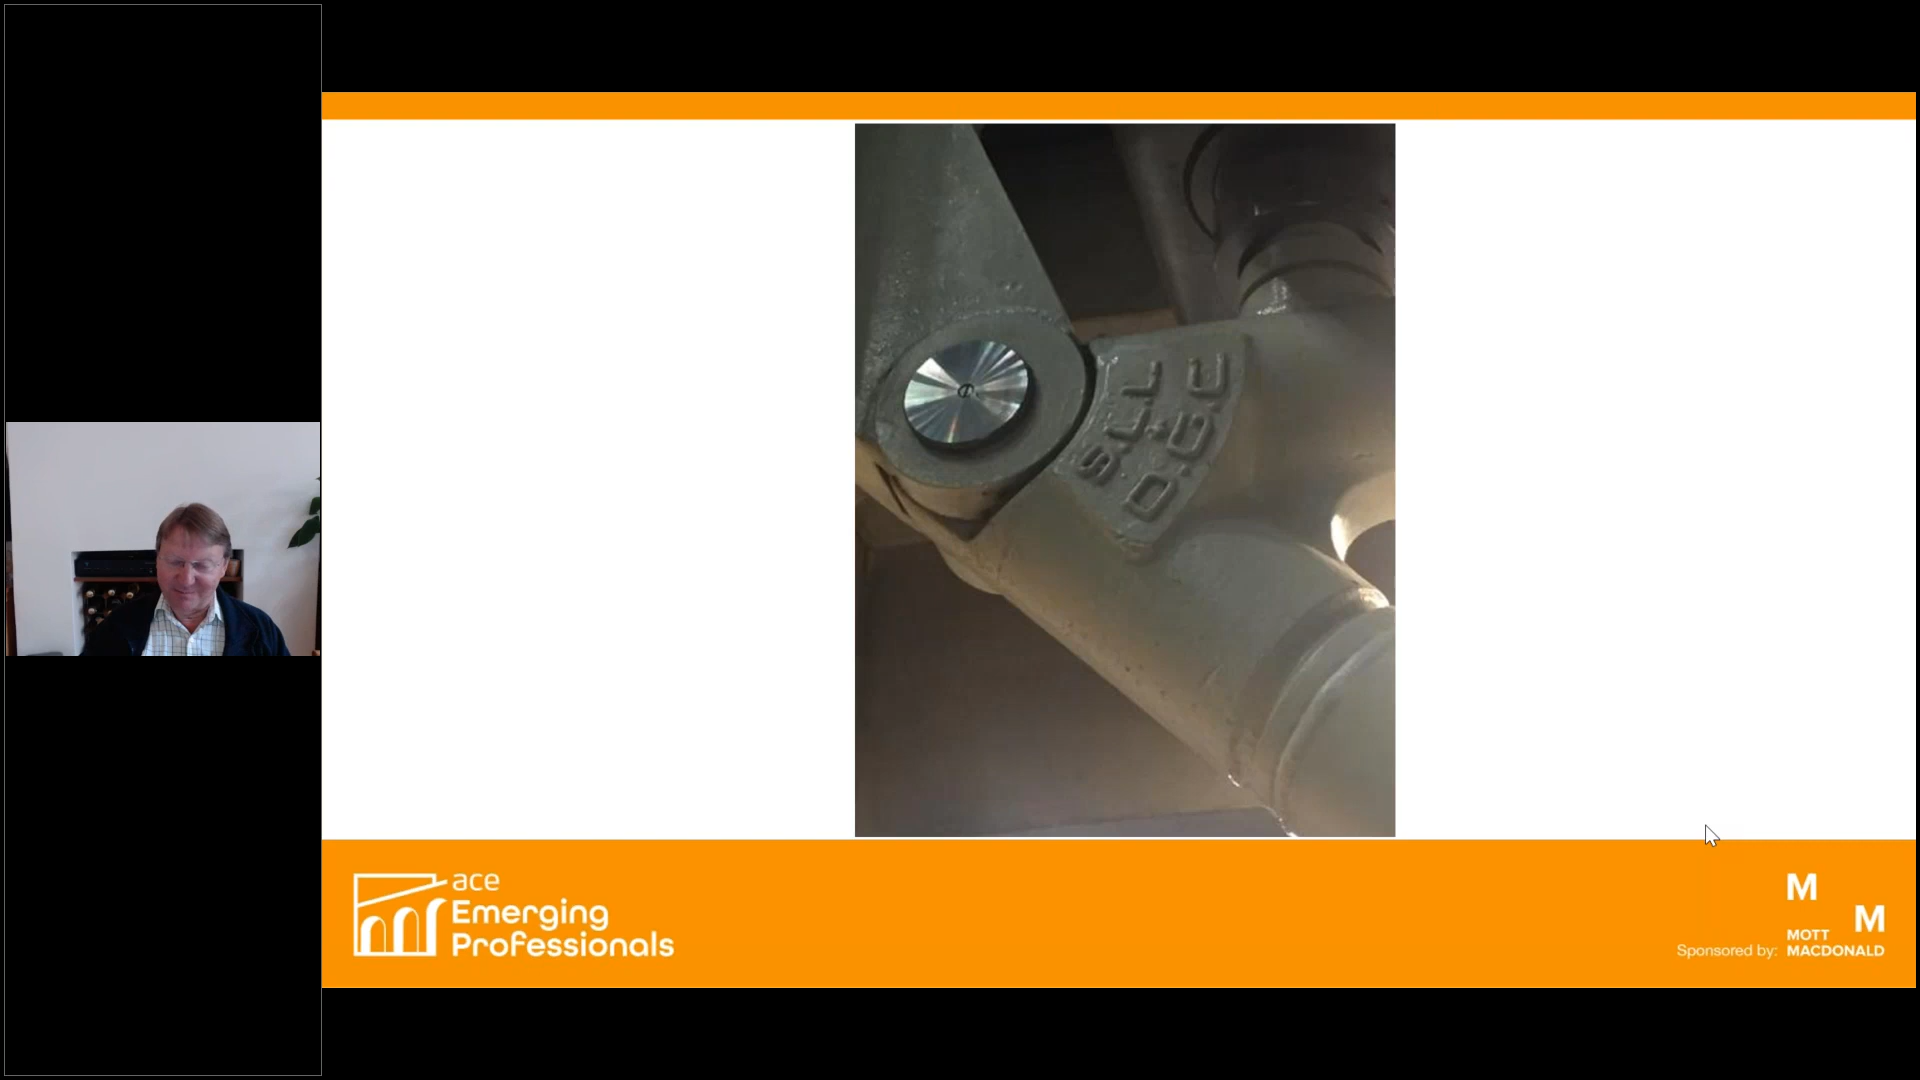 S.L.L
+
O.G.C
ace
Emerging
Professionals
M
M
Sponsored by:
MOTT
MACDONALD